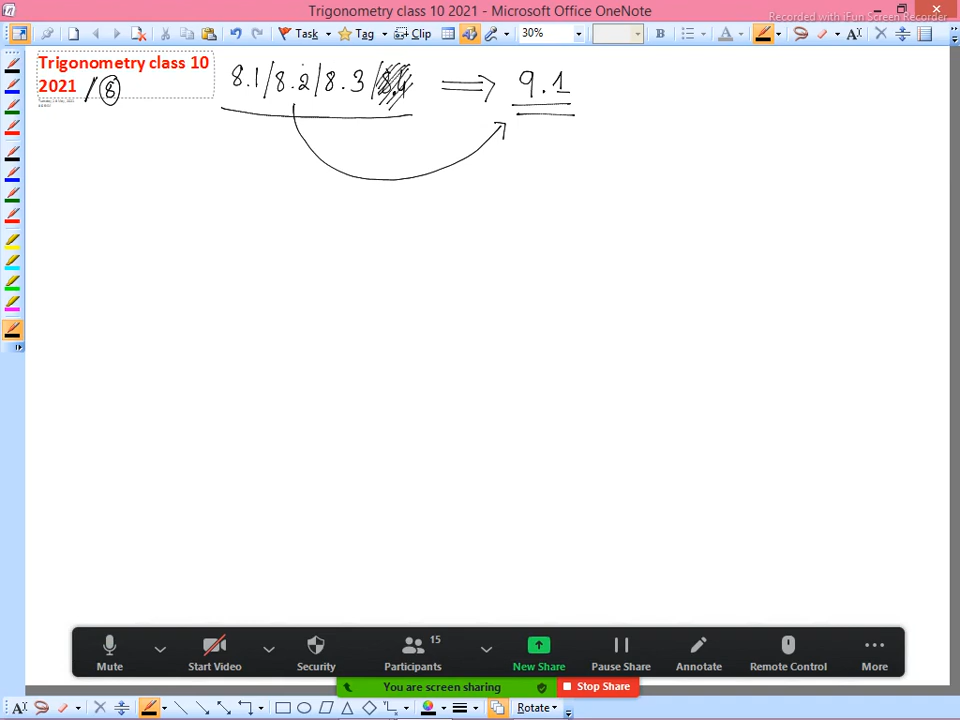 Trigonometry class 10 2021 - Microsoft Office OneNote
Recorded with iFun Screen Recorder
Task Tag Clip 30% B A
Trigonometry class 10
2021 / 8
8.1/8.2/8.3/8.4 ⟹ 9.1
15
Mute Start Video Security Participants New Share Pause Share Annotate Remote Control More
You are screen sharing Stop Share
Rotate